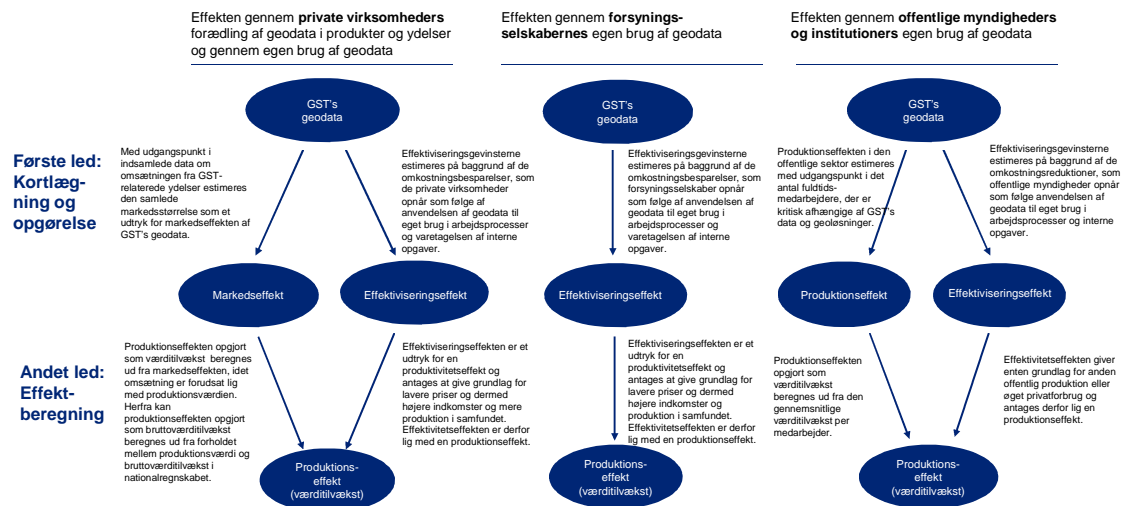 Effekten gennem private virksomheders
forædling af geodata i produkter og ydelser
og gennem egen brug af geodata
Effekten gennem forsynings-
selskabernes egen brug af geodata
Effekten gennem offentlige myndigheders
og institutioners egen brug af geodata
GST's
geodata
GST's
geodata
GST's
geodata
Første led:
Kortlæg-
ning og
opgørelse
Med udgangspunt i
indsamlede data om
omsætningen fra GST-
relaterede ydelser estimeres
den samlede
markedsstørrelse som et
udtryk for markedseffekten af
GST's geodata.
Effektiviseringsgevinsterne
estimeres på baggrund af de
omkostningsbesparelser, som
de private virksomheder
opnår som følge af
anvendelsen af geodata til
eget brug i arbejdsprocesser
og varetagelsen af interne
opgaver.
Effektiviseringsgevinsterne
estimeres på baggrund af de
omkostningsbesparelser, som
forsyningsselskaber opnår
som følge af anvendelsen af
geodata til eget brug i
arbejdsprocesser og
varetagelsen af interne
opgaver.
Produktionseffekten i den
offentlige sektor estimeres
med udgangspunt i det
antal fuldtids-
medarbejdere, der er
kritisk afhængige af GST's
data og geoløsninger.
Effektiviseringsgevinsterne
estimeres på baggrund af de
omkostningsreduktioner, som
offentlige myndigheder opnår
som følge anvendelsen af
geodata til eget brug i
arbejdsprocesser og
varetagelsen af interne
opgaver.
Markedseffekt
Effektiviseringseffekt
Effektiviseringseffekt
Produktionseffekt
Effektiviseringseffekt
Andet led:
Effekt-
beregning
Produktionseffekten opgjort
som værditilvækst beregnes
ud fra markedseffekten, idet
omsætning er forudsat lig
med produktionsværdien.
Herfra kan
produktionseffekten opgjort
som bruttoværditilvækst
beregnes ud fra forholdet
mellem produktionsværdi og
bruttoværditilvækst i
nationalregnskabet.
Effektiviseringseffekten er et
udtryk for en
produktivitetseffekt og
antages at give grundlag for
lavere priser og dermed
højere indkomster og mere
produktion i samfundet.
Effektivitetseffekten er derfor
lig med en produktionseffekt.
Effektiviseringseffekten er et
udtryk for en
produktivitetseffekt og
antages at give grundlag for
lavere priser og dermed
højere indkomster og
produktion i samfundet.
Effektivitetseffekten er derfor
lig med en produktionseffekt.
Produktionseffekten
opgjort som
værditilvækst
beregnes ud fra den
gennemsnitlige
værditilvækst per
medarbejder.
Effektivitetseffekten giver
enten grundlag for anden
offentlig produktion eller
øget privatforbrug og
antages derfor lig en
produktionseffekt.
Produktions-
effekt
(værditilvækst)
Produktions-
effekt
(værditilvækst)
Produktions-
effekt
(værditilvækst)